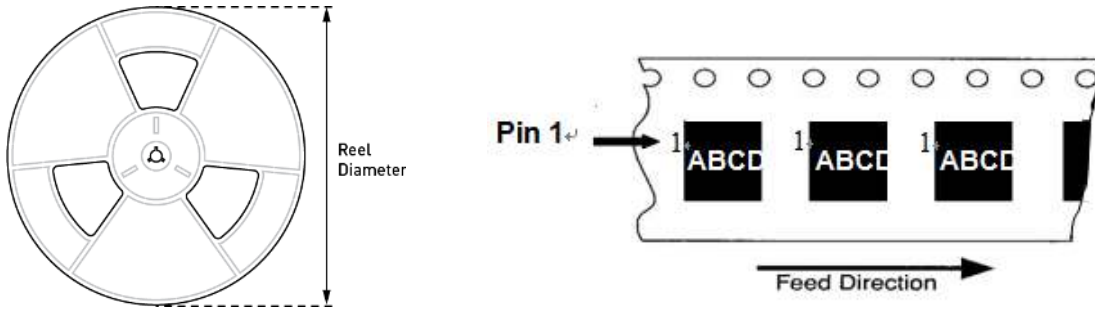 Reel
Diameter
Pin 1↵
1 ABCD
1 ABCD
1 ABCD
Feed Direction